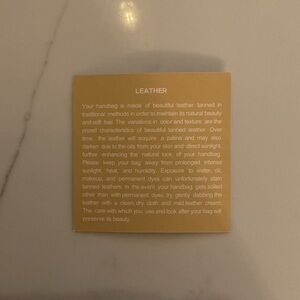 LEATHER
Your handbag is made of beautiful leather tanned in
traditional methods in order to maintain its natural beauty
and soft feel. The variations in color and texture are the
prized characteristics of beautiful tanned leather. Over
time, the leather will acquire a patina and may also
darken due to the oils from your skin and direct sunlight,
further enhancing the natural look of your handbag.
Please keep your bag away from prolonged intense
sunlight, heat, and humidity. Exposure to water, oil,
makeup, and permanent dyes can unfortunately stain
tanned leathers. In the event your handbag gets soiled
other than with permanent dyes, try gently dabbing the
leather with a clean dry cloth and mild leather cream.
The care with which you use and look after your bag will
preserve its beauty.